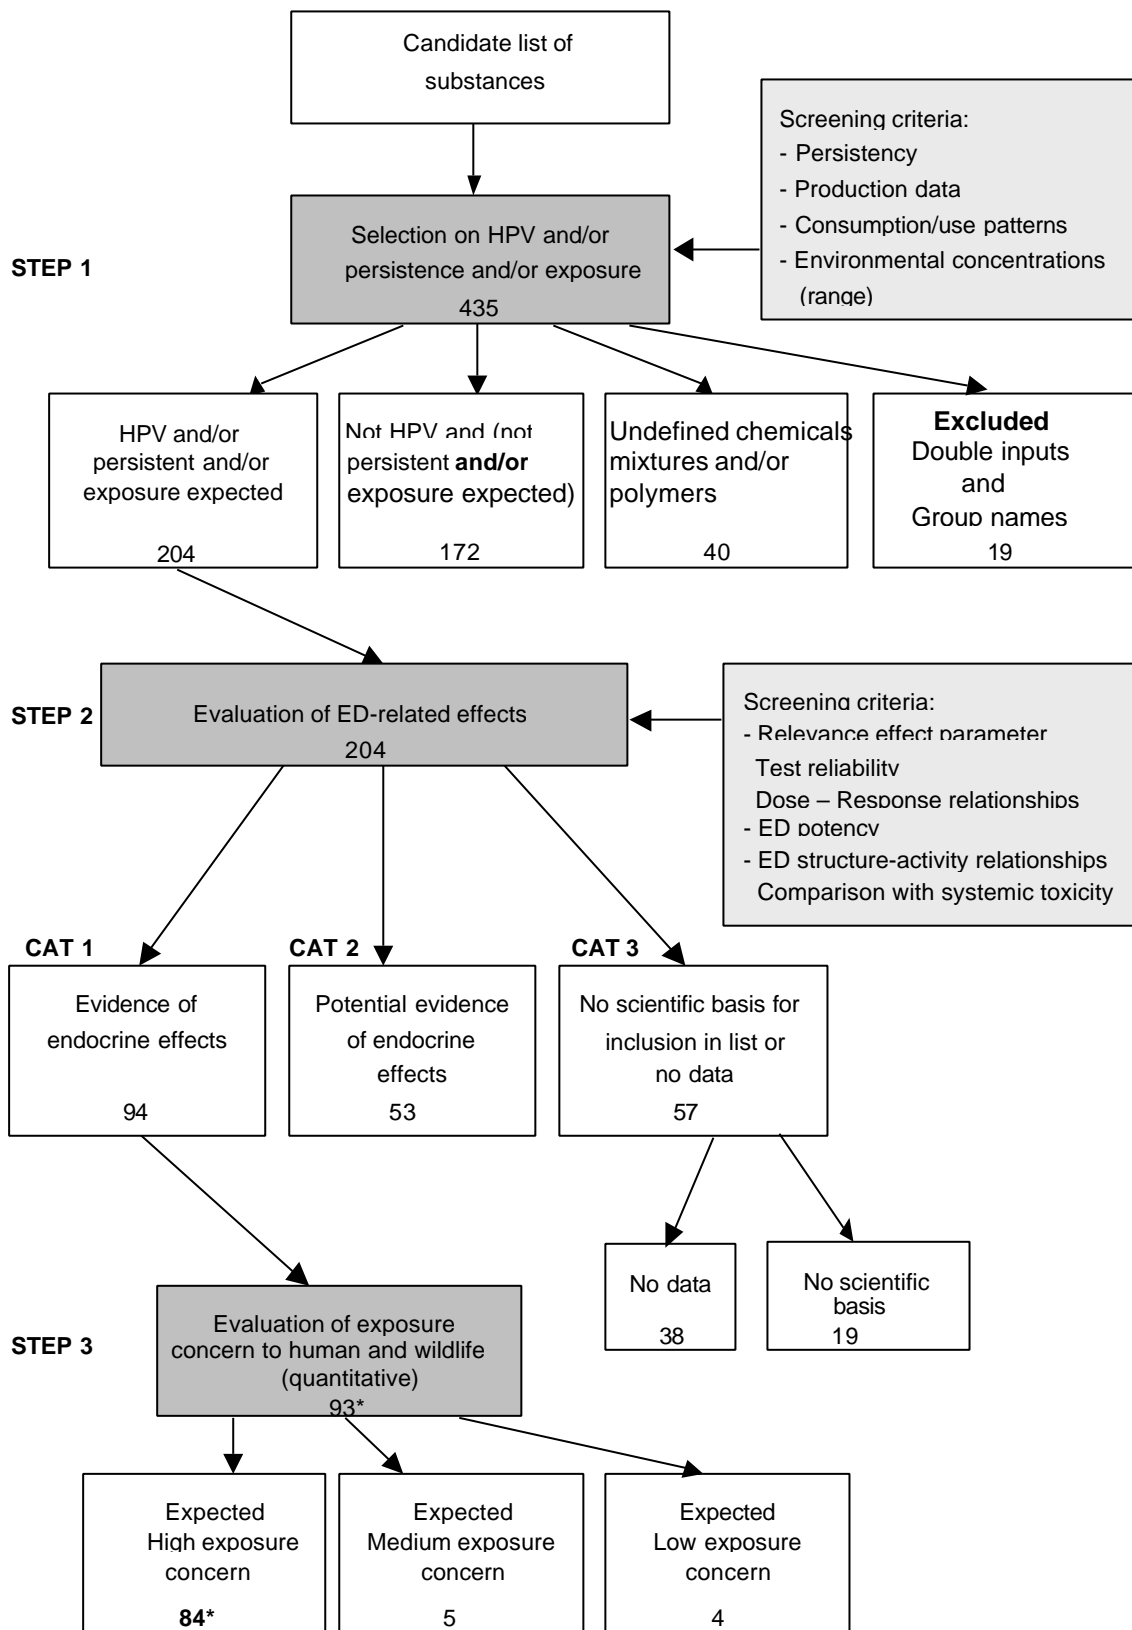 Candidate list of
substances
Screening criteria:
- Persistency
- Production data
- Consumption/use patterns
- Environmental concentrations
(range)
STEP 1
Selection on HPV and/or
persistence and/or exposure
435
HPV and/or
persistent and/or
exposure expected
204
Not HPV and (not
persistent and/or
exposure expected)
172
Undefined chemicals
mixtures and/or
polymers
40
Excluded
Double inputs
and
Group names
19
STEP 2
Evaluation of ED-related effects
204
Screening criteria:
- Relevance effect parameter
Test reliability
Dose – Response relationships
- ED potency
- ED structure-activity relationships
Comparison with systemic toxicity
CAT 1
Evidence of
endocrine effects
94
CAT 2
Potential evidence
of endocrine
effects
53
CAT 3
No scientific basis for
inclusion in list or
no data
57
No data
38
No scientific
basis
19
STEP 3
Evaluation of exposure
concern to human and wildlife
(quantitative)
93*
Expected
High exposure
concern
84*
Expected
Medium exposure
concern
5
Expected
Low exposure
concern
4